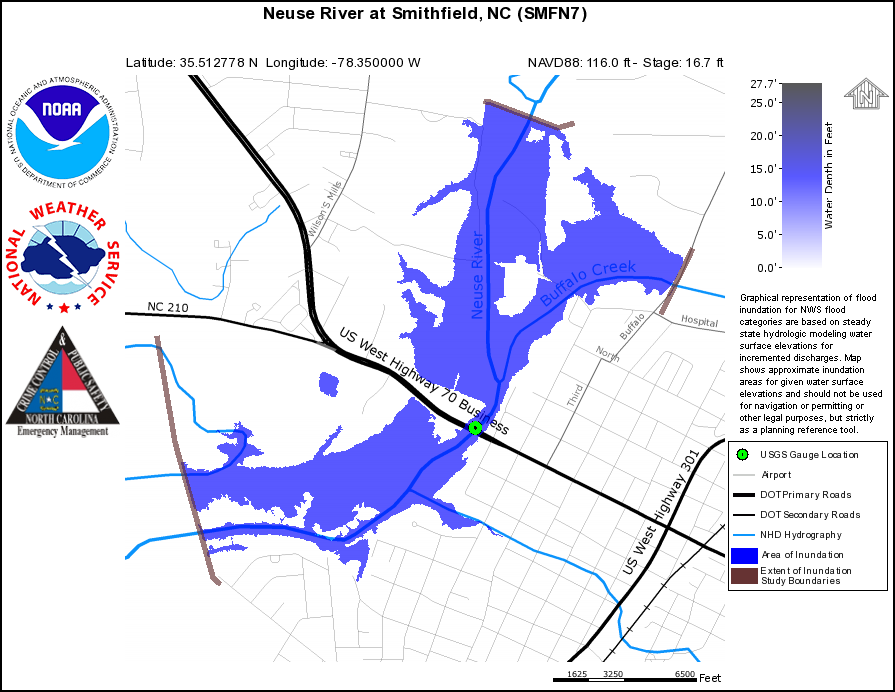 Neuse River at Smithfield, NC (SMFN7)
Latitude: 35.512778 N Longitude: -78.350000 W
NAVD88: 116.0 ft - Stage: 16.7 ft
NATIONAL OCEANIC AND ATMOSPHERIC ADMINISTRATION
NOAA
U.S. DEPARTMENT OF COMMERCE
NATIONAL WEATHER SERVICE
CRIME CONTROL & PUBLIC SAFETY
NC
NORTH CAROLINA
Emergency Management
Wilson'S Mills
NC 210
US West Highway 70 Business
Neuse River
Buffalo Creek
Buffalo
Hospital
North
Third
US West Highway 301
27.7'
25.0'
20.0'
15.0'
10.0'
5.0'
0.0'
Water Depth in Feet
N
Graphical representation of flood
inundation for NWS flood
categories are based on steady
state hydrologic modeling water
surface elevations for
incremented discharges. Map
shows approximate inundation
areas for given water surface
elevations and should not be used
for navigation or permitting or
other legal purposes, but strictly
as a planning reference tool.
USGS Gauge Location
Airport
DOT Primary Roads
DOT Secondary Roads
NHD Hydrography
Area of Inundation
Extent of Inundation
Study Boundaries
1625 3250 6500 Feet